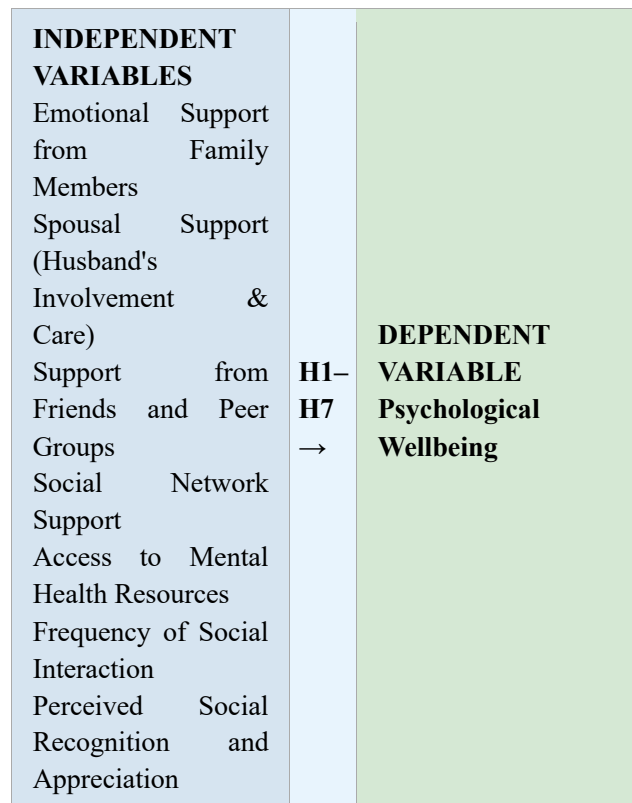 INDEPENDENT
VARIABLES
Emotional Support
from Family
Members
Spousal Support
(Husband's
Involvement &
Care)
Support from
Friends and Peer
Groups
Social Network
Support
Access to Mental
Health Resources
Frequency of Social
Interaction
Perceived Social
Recognition and
Appreciation
H1–
H7
→
DEPENDENT
VARIABLE
Psychological
Wellbeing